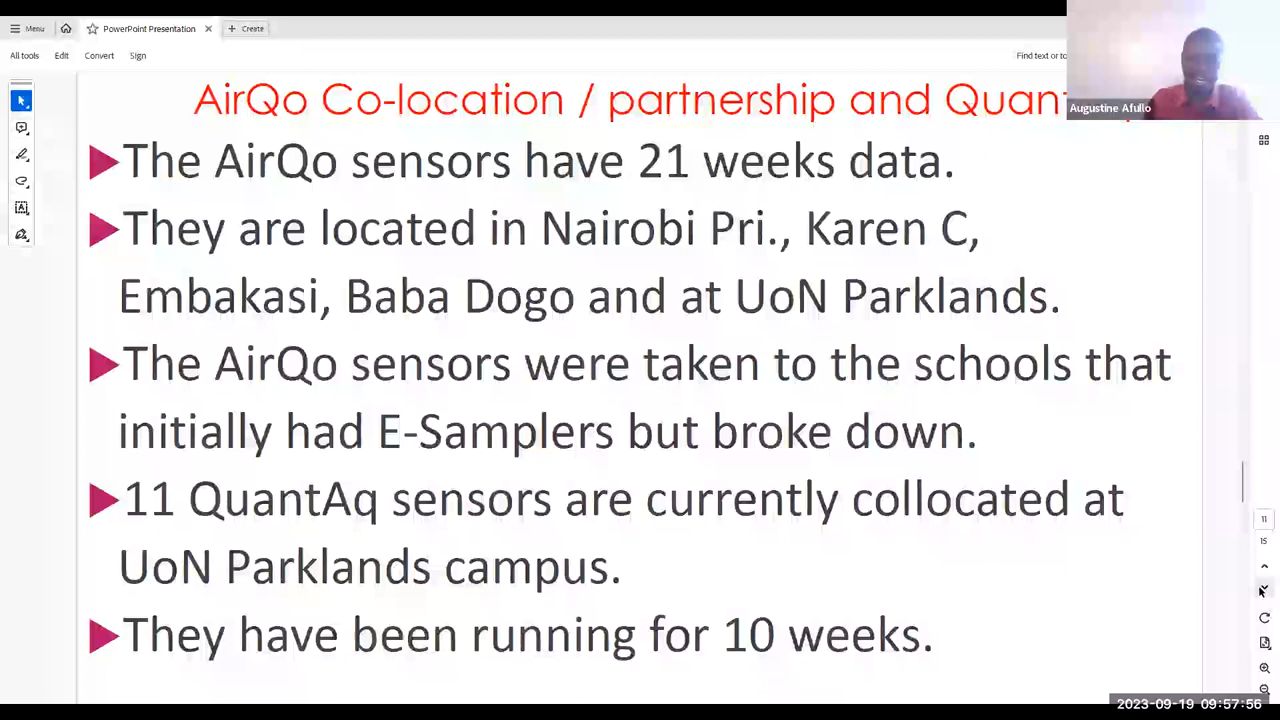 Menu
PowerPoint Presentation
Create
All tools
Edit
Convert
Sign
Find text or to
Augustine Afullo
AirQo Co-location / partnership and Quant
The AirQo sensors have 21 weeks data.
They are located in Nairobi Pri., Karen C,
Embakasi, Baba Dogo and at UoN Parklands.
The AirQo sensors were taken to the schools that
initially had E-Samplers but broke down.
11 QuantAq sensors are currently collocated at
UoN Parklands campus.
They have been running for 10 weeks.
11
15
2023-09-19 09:57:56